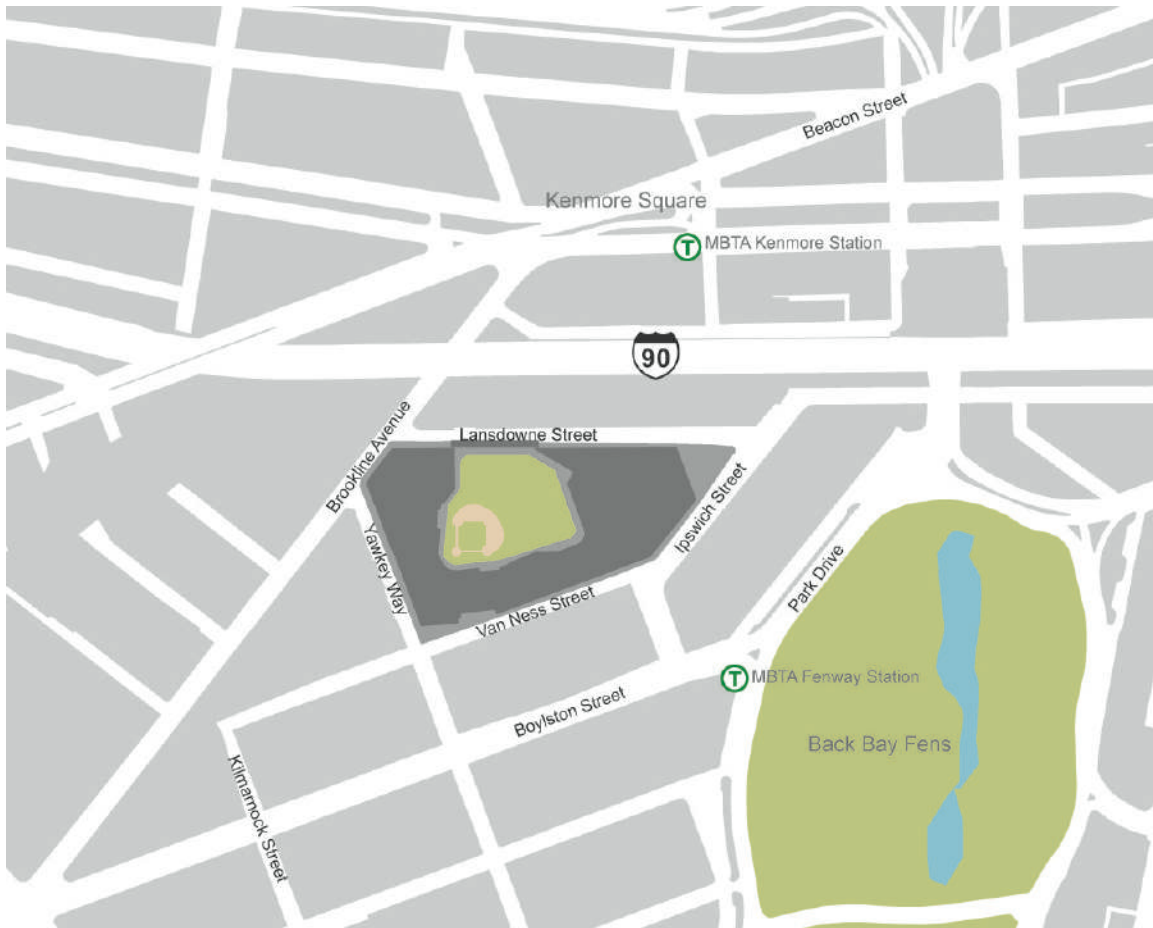 Beacon Street
Kenmore Square
T MBTA Kenmore Station
90
Lansdowne Street
Brookline Avenue
Ipswich Street
Yawkey Way
Park Drive
Van Ness Street
T MBTA Fenway Station
Boylston Street
Back Bay Fens
Kilmarnock Street